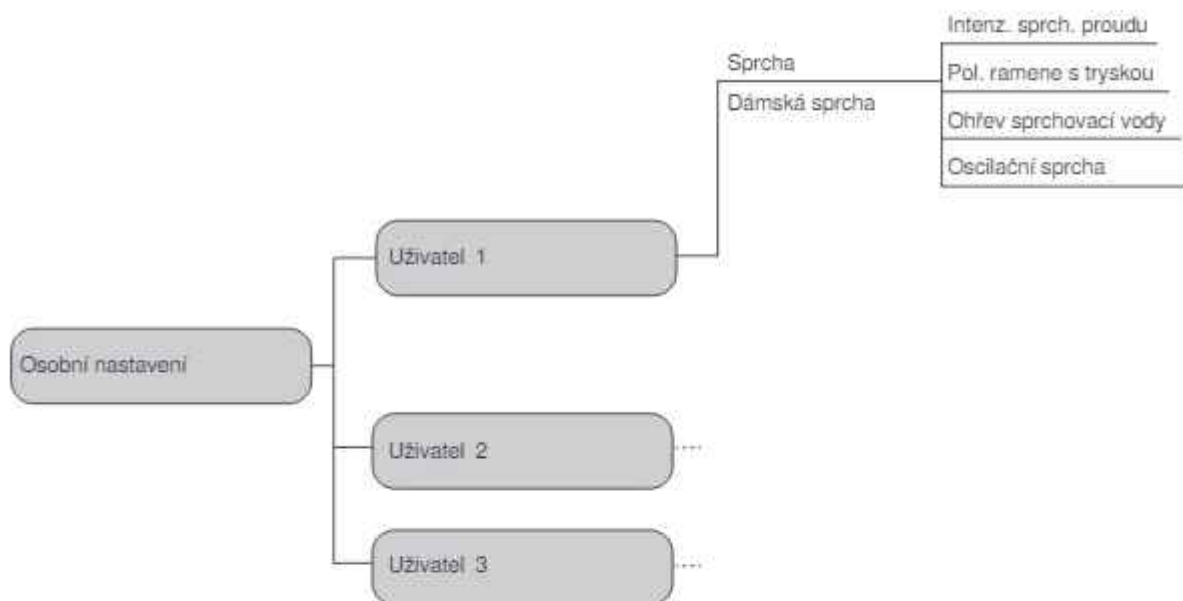 Intenz. sprch. proudu
Sprcha
Pol. ramene s tryskou
Dámská sprcha
Ohřev sprchovací vody
Oscilační sprcha
Uživatel 1
Osobní nastavení
Uživatel 2
Uživatel 3